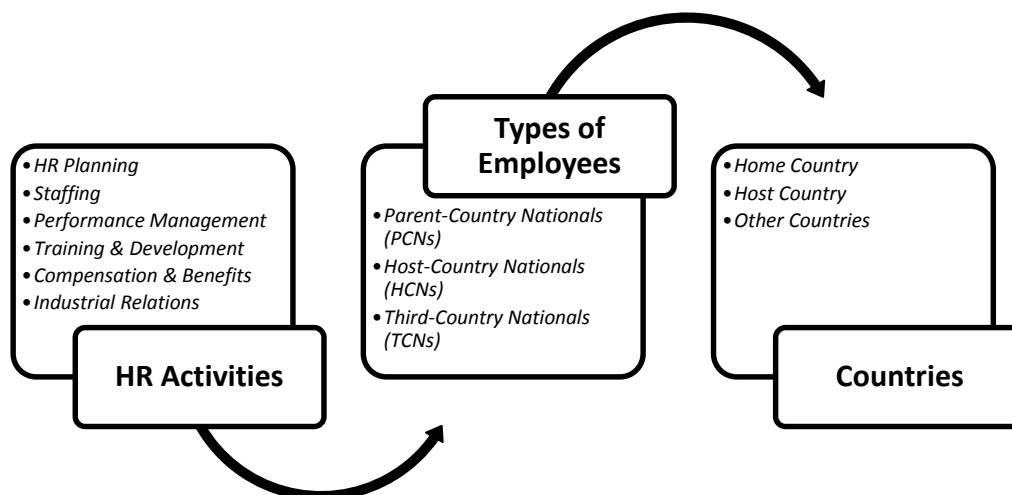 • HR Planning
• Staffing
• Performance Management
• Training & Development
• Compensation & Benefits
• Industrial Relations
HR Activities
Types of
Employees
• Parent-Country Nationals
(PCNs)
• Host-Country Nationals
(HCNs)
• Third-Country Nationals
(TCNs)
• Home Country
• Host Country
• Other Countries
Countries